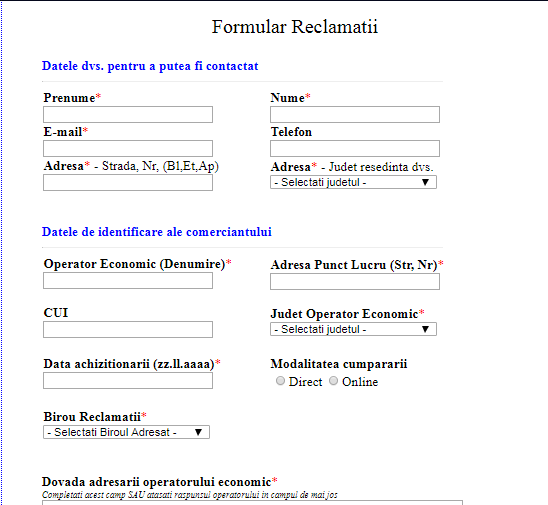 Formular Reclamatii
Datele dvs. pentru a putea fi contactat
Prenume* Nume*
E-mail* Telefon
Adresa* - Strada, Nr, (Bl,Et,Ap) Adresa* - Judet resedinta dvs.
- Selectati judetul -
Datele de identificare ale comerciantului
Operator Economic (Denumire)* Adresa Punct Lucru (Str, Nr)*
CUI Judet Operator Economic*
- Selectati judetul -
Data achizitionarii (zz.ll.aaaa)* Modalitatea cumpararii
Direct Online
Birou Reclamatii*
- Selectati Biroul Adresat -
Dovada adresarii operatorului economic*
Completati acest camp SAU atasati raspunsul operatorului in campul de mai jos